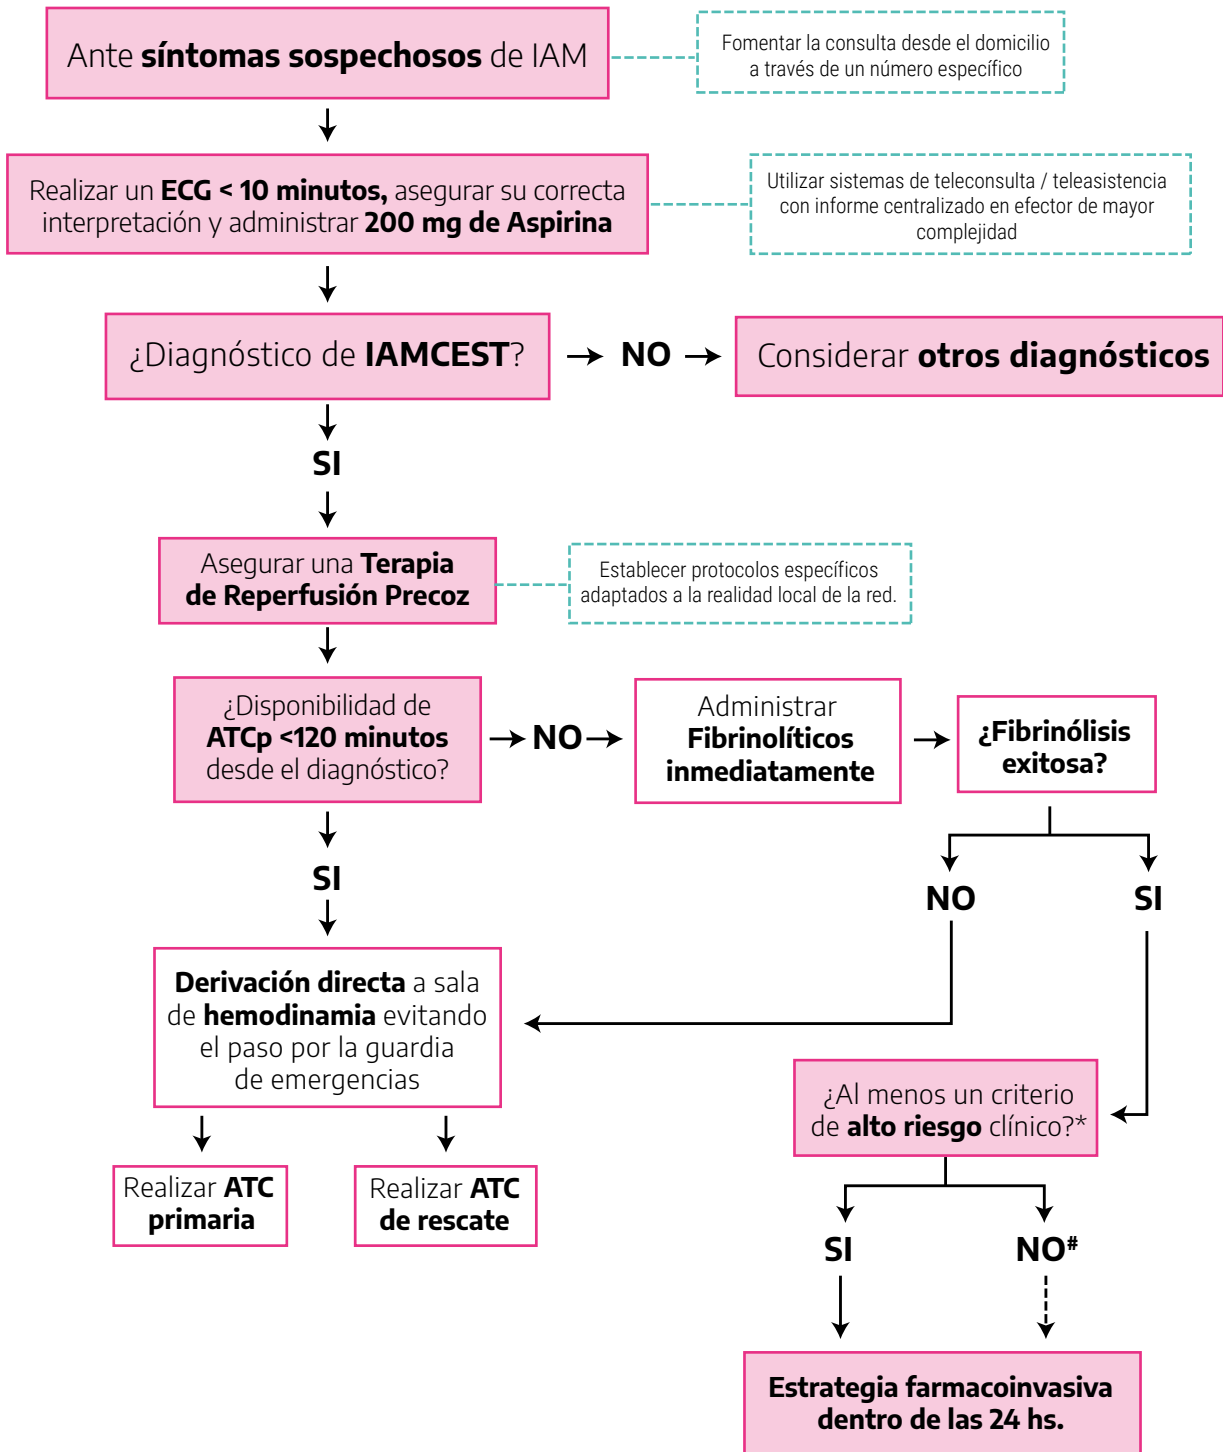 Ante síntomas sospechosos de IAM
Fomentar la consulta desde el domicilio
a través de un número específico
Realizar un ECG < 10 minutos, asegurar su correcta
interpretación y administrar 200 mg de Aspirina
Utilizar sistemas de teleconsulta / teleasistencia
con informe centralizado en efector de mayor
complejidad
¿Diagnóstico de IAMCEST?
NO
Considerar otros diagnósticos
SI
Asegurar una Terapia
de Reperfusión Precoz
Establecer protocolos específicos
adaptados a la realidad local de la red.
¿Disponibilidad de
ATCp <120 minutos
desde el diagnóstico?
NO
Administrar
Fibrinolíticos
inmediatamente
¿Fibrinólisis
exitosa?
SI
NO
SI
Derivación directa a sala
de hemodinamia evitando
el paso por la guardia
de emergencias
¿Al menos un criterio
de alto riesgo clínico?*
Realizar ATC
primaria
Realizar ATC
de rescate
SI
NO#
Estrategia farmacoinvasiva
dentro de las 24 hs.